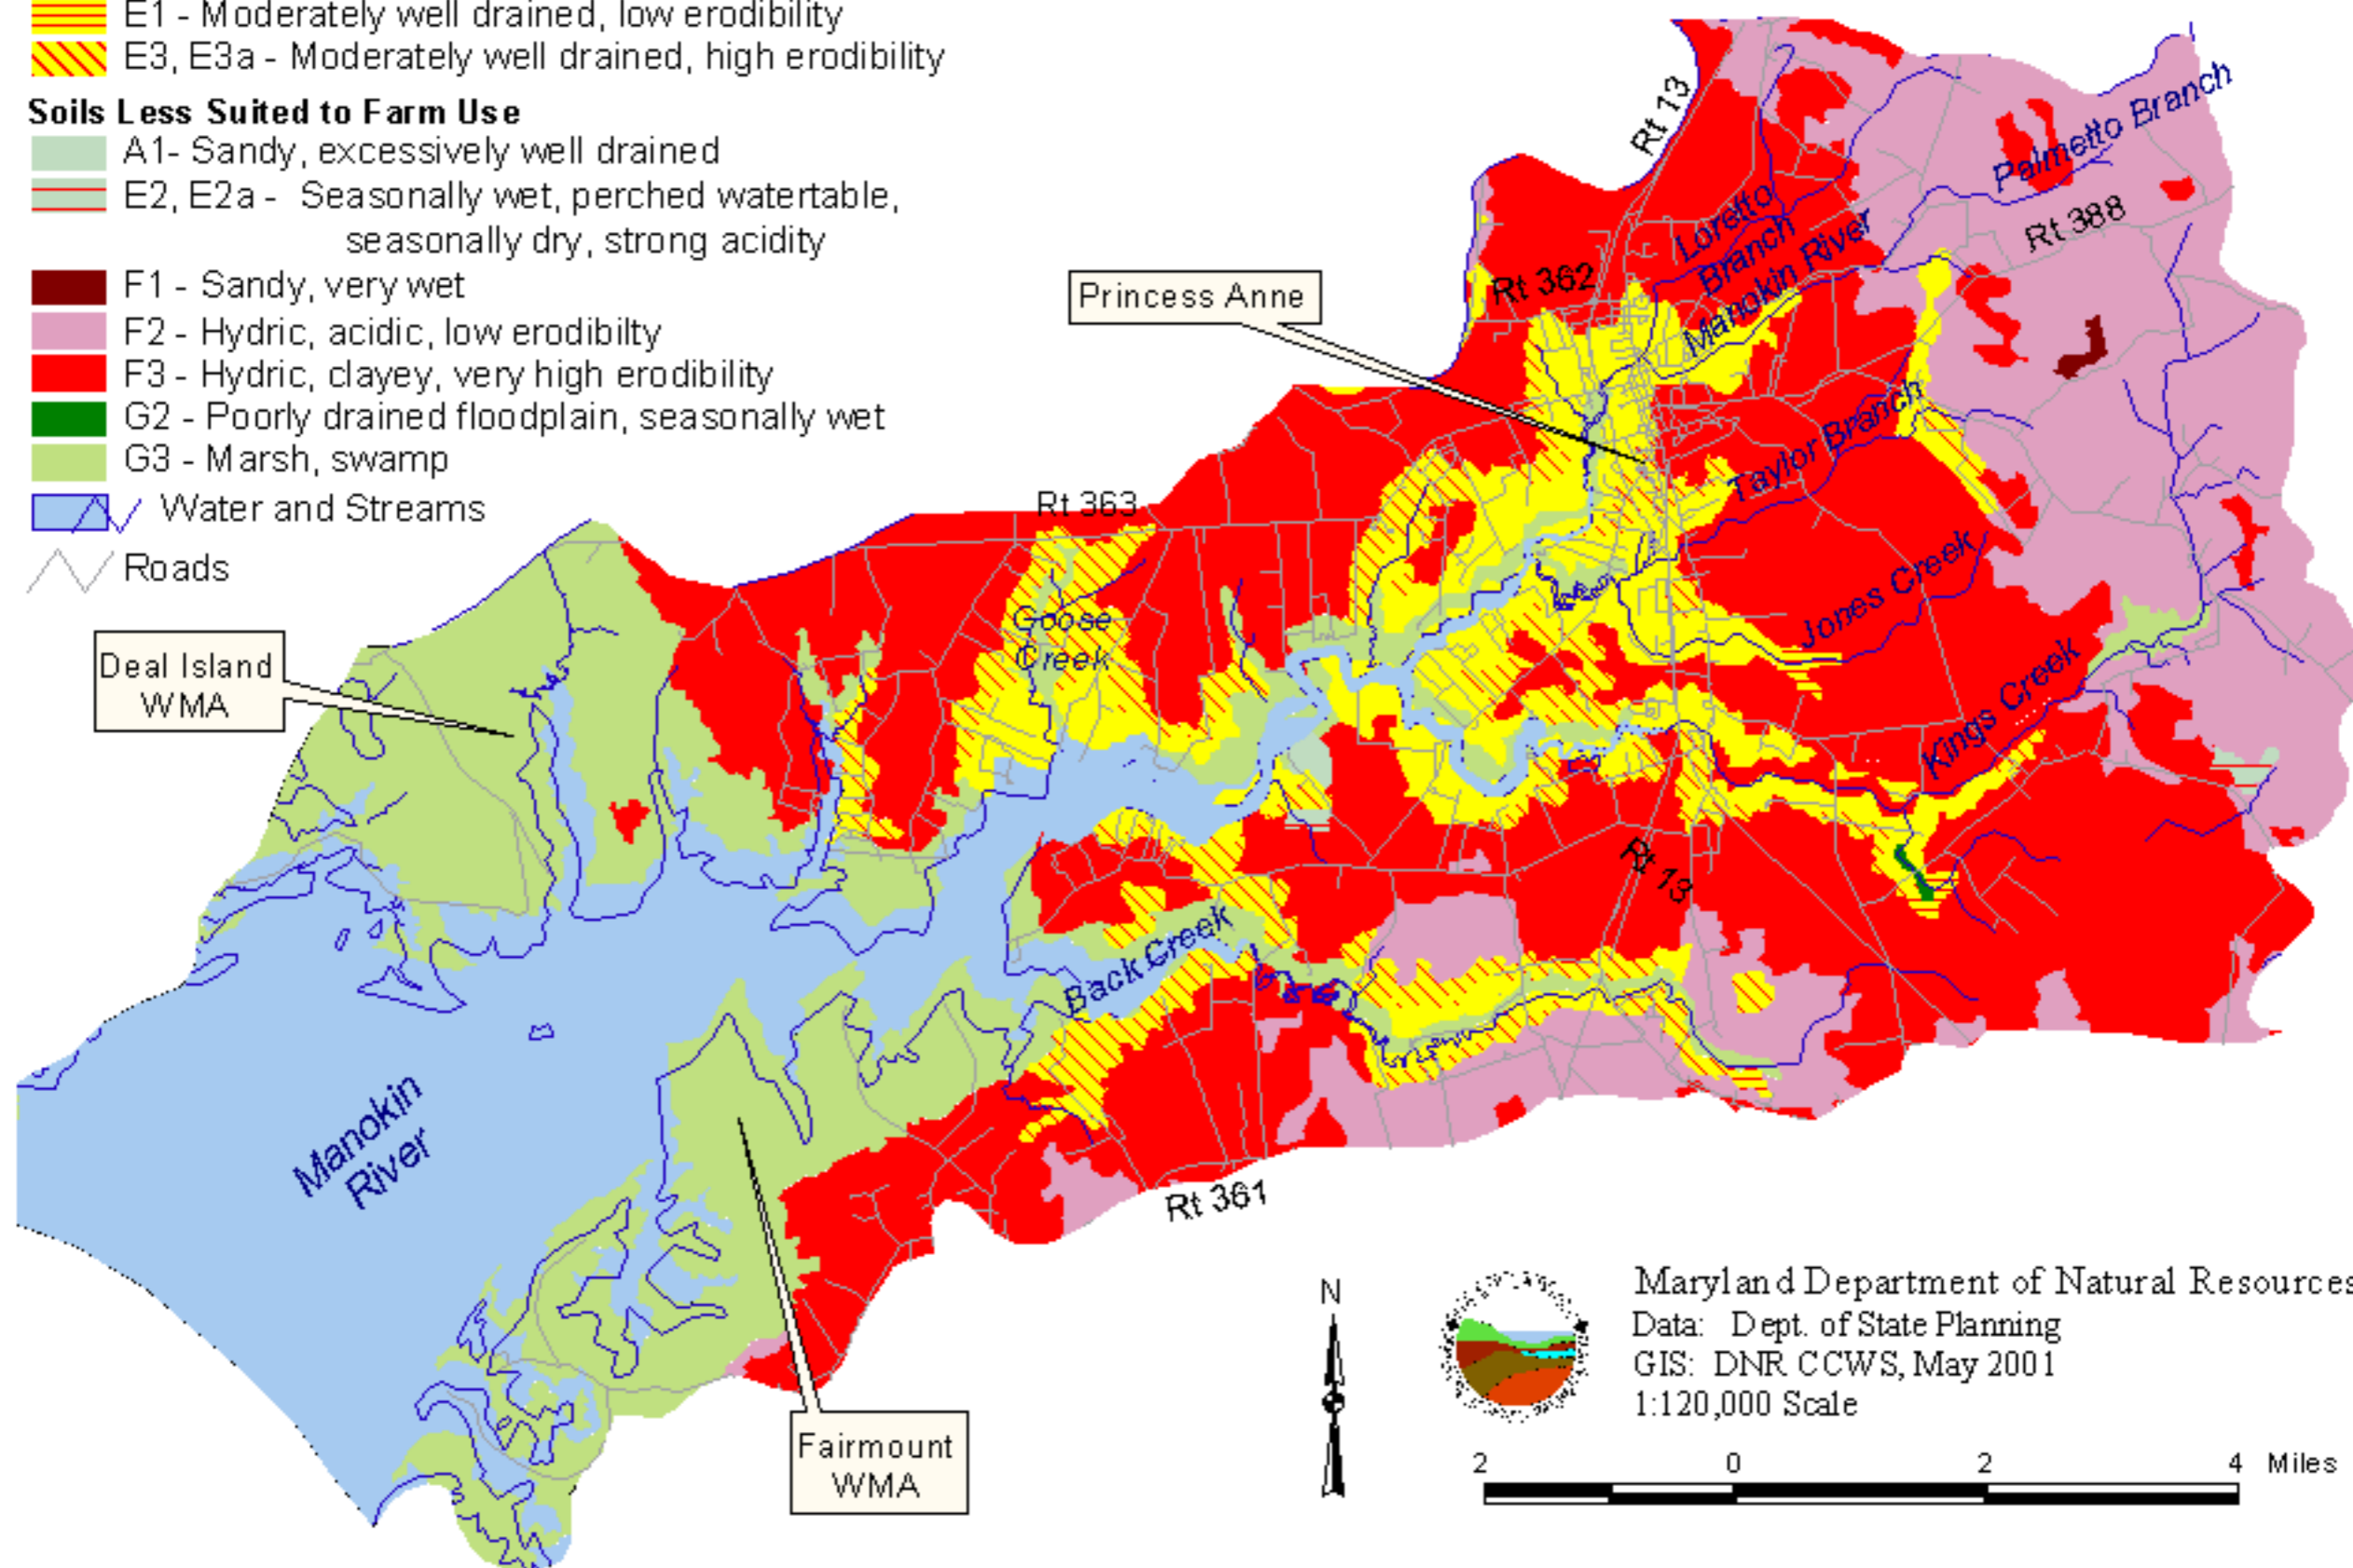 E1 - Moderately well drained, low erodibility
E3, E3a - Moderately well drained, high erodibility
Soils Less Suited to Farm Use
A1- Sandy, excessively well drained
E2, E2a - Seasonally wet, perched watertable,
seasonally dry, strong acidity
F1 - Sandy, very wet
F2 - Hydric, acidic, low erodibilty
F3 - Hydric, clayey, very high erodibility
G2 - Poorly drained floodplain, seasonally wet
G3 - Marsh, swamp
Water and Streams
Roads
Rt 13
Palmetto Branch
Rt 388
Loretto
Branch
Manokin River
Rt 362
Princess Anne
Taylor Branch
Rt 363
Jones Creek
Goose
Creek
Kings Creek
Deal Island
WMA
Rt 13
Back Creek
Manokin
River
Rt 361
Fairmount
WMA
N
Maryland Department of Natural Resources
Data: Dept. of State Planning
GIS: DNR CCWS, May 2001
1:120,000 Scale
2 0 2 4 Miles